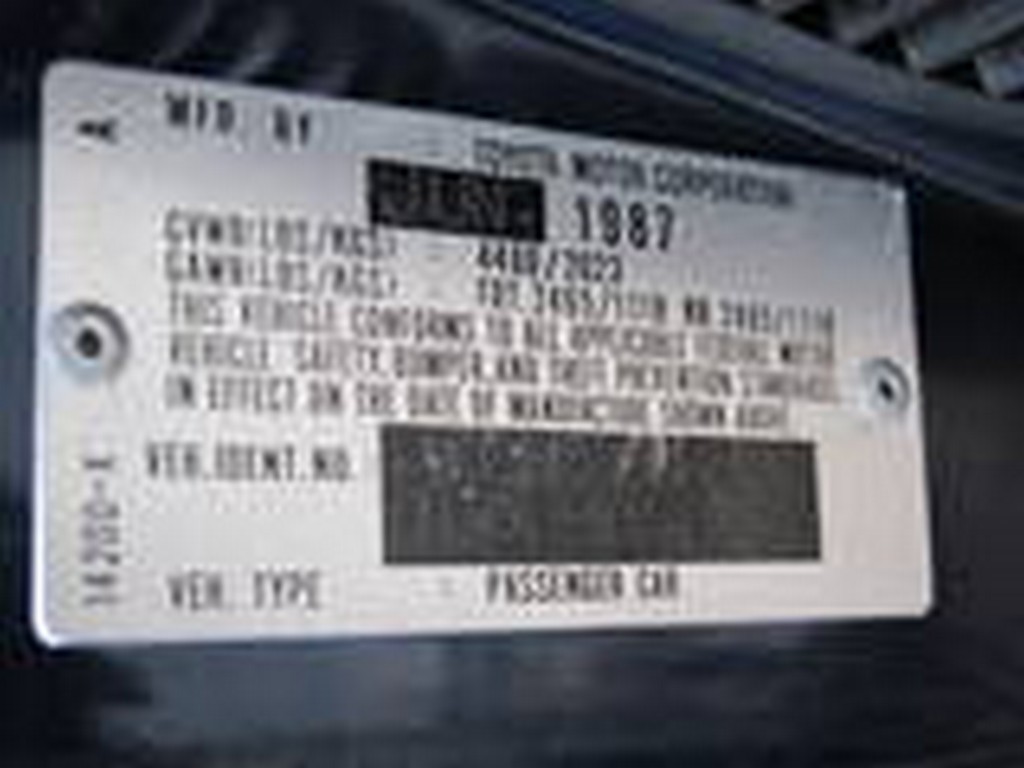 A.
MFD. BY : TOYOTA MOTOR CORPORATION
1987
GVWR(LBS/KGS) :
GAWR(LBS/KGS) :
THIS VEHICLE CONFORMS TO ALL APPLICABLE FEDERAL MOTOR
VEHICLE SAFETY, BUMPER AND THEFT PREVENTION STANDARDS
IN EFFECT ON THE DATE OF MANUFACTURE SHOWN ABOVE
VEH.IDENT.NO.
VEH. TYPE : PASSENGER CAR